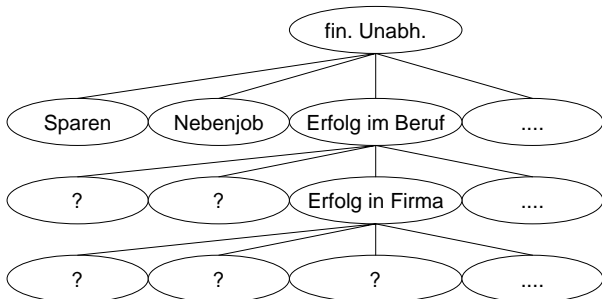 fin. Unabh.
Sparen Nebenjob Erfolg im Beruf ....
? ? Erfolg in Firma ....
? ? ? ....